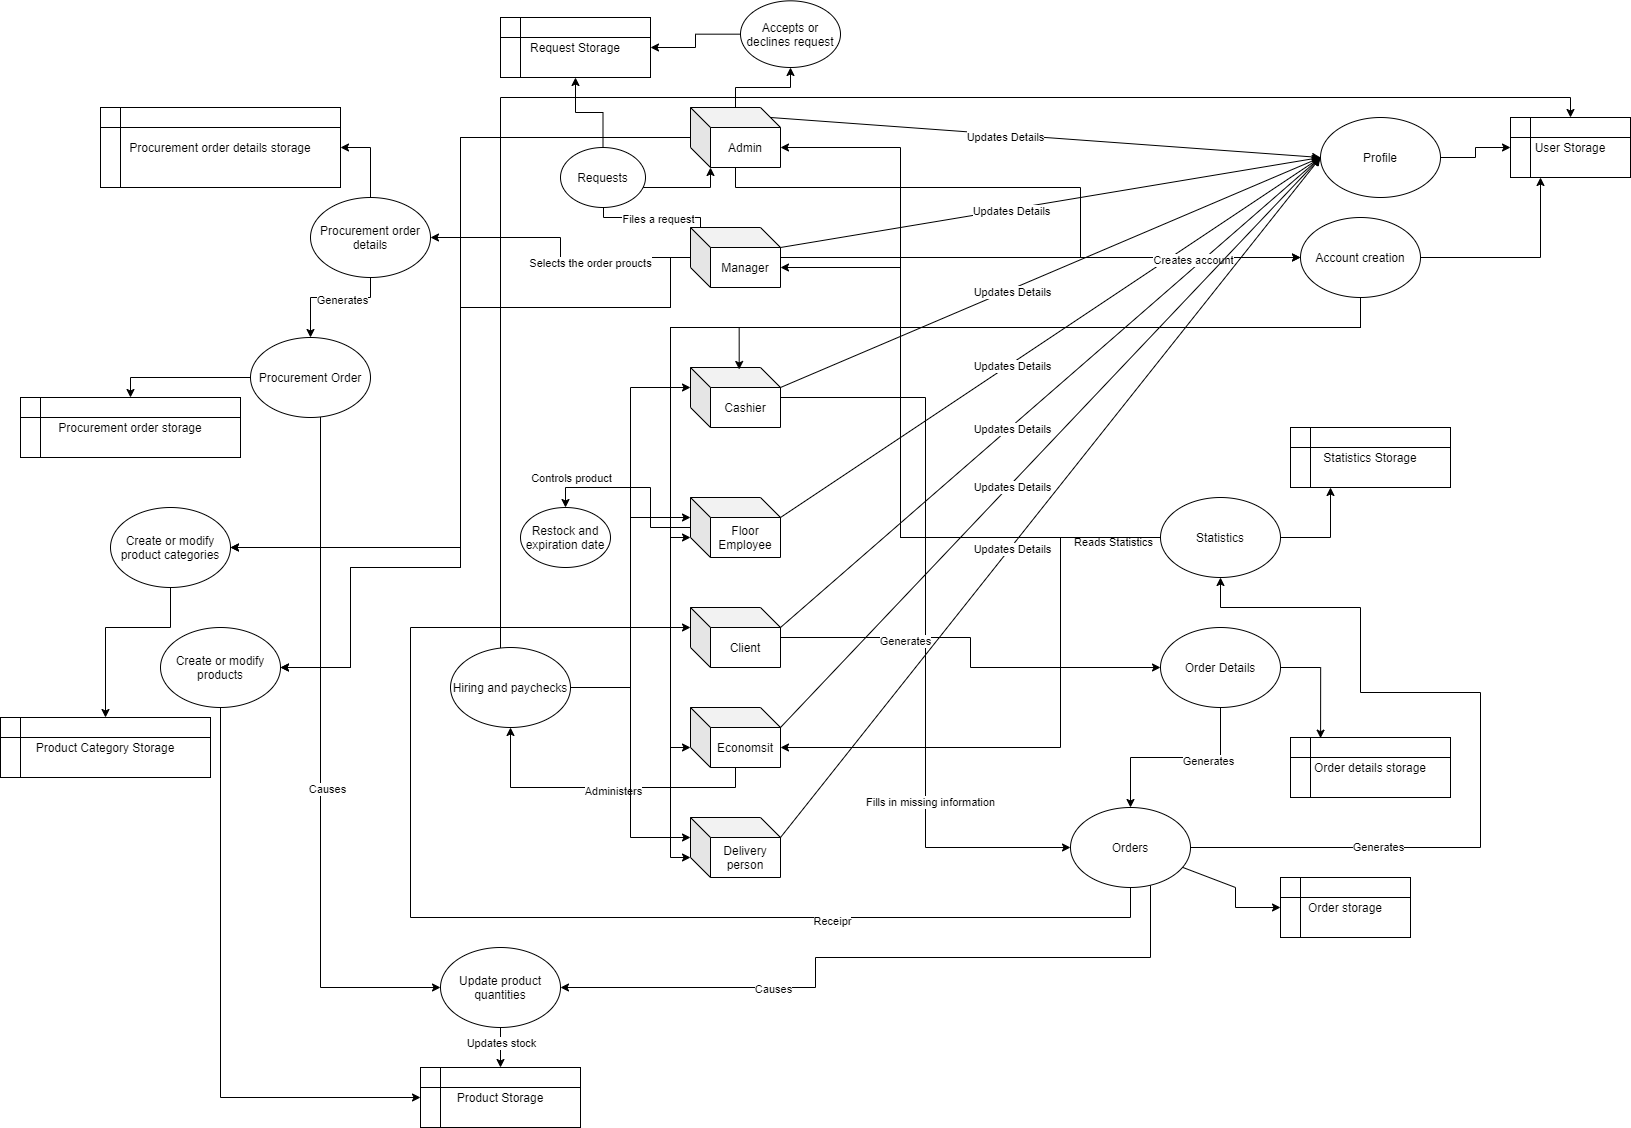 Accepts or
declines request
Request Storage
Updates Details
Procurement order details storage
Admin
User Storage
Profile
Requests
Updates Details
Files a request
Procurement order
details
Selects the order proucts
Manager
Creates account
Account creation
Updates Details
Generates
Updates Details
Procurement Order
Cashier
Procurement order storage
Updates Details
Statistics Storage
Controls product
Updates Details
Restock and
expiration date
Floor
Employee
Statistics
Reads Statistics
Updates Details
Create or modify
product categories
Generates
Client
Create or modify
products
Order Details
Hiring and paychecks
Product Category Storage
Economsit
Generates
Order details storage
Causes
Administers
Fills in missing information
Delivery
person
Orders
Generates
Order storage
Receipr
Update product
quantities
Causes
Updates stock
Product Storage